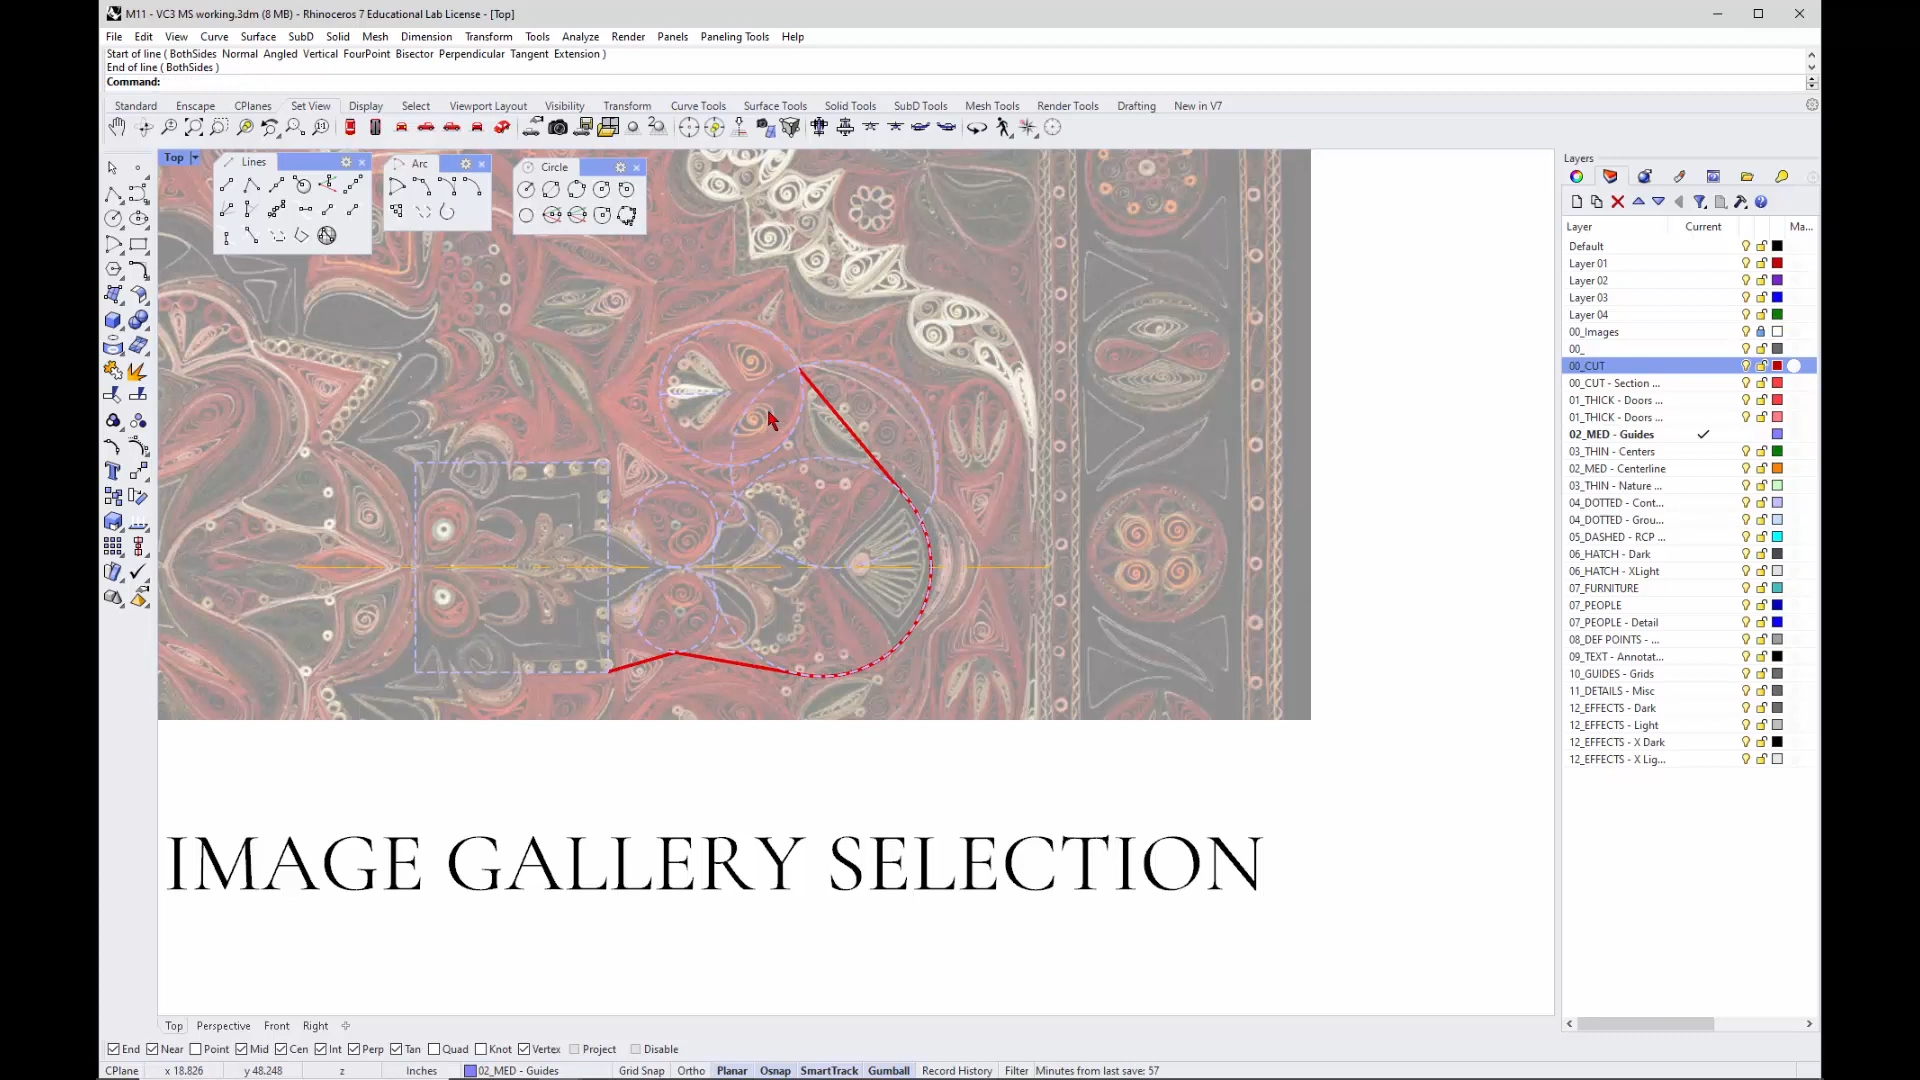 M11 - VC3 MS working.3dm (8 MB) - Rhinoceros 7 Educational Lab License - [Top]
File Edit View Curve Surface SubD Solid Mesh Dimension Transform Tools Analyze Render Panels Paneling Tools Help
Start of line ( BothSides Normal Angled Vertical FourPoint Bisector Perpendicular Tangent Extension )
End of line ( BothSides )
Command:
Standard Enscape CPlanes Set View Display Select Viewport Layout Visibility Transform Curve Tools Surface Tools Solid Tools SubD Tools Mesh Tools Render Tools Drafting New in V7
Top
Lines
Arc
Circle
Layers
Layer Current Ma...
Default
Layer 01
Layer 02
Layer 03
Layer 04
00_Images
00_
00_CUT
00_CUT - Section ...
01_THICK - Doors ...
01_THICK - Doors ...
02_MED - Guides
03_THIN - Centers
02_MED - Centerline
03_THIN - Nature ...
04_DOTTED - Cont...
04_DOTTED - Grou...
05_DASHED - RCP ...
06_HATCH - Dark
06_HATCH - XLight
07_FURNITURE
07_PEOPLE
07_PEOPLE - Detail
08_DEF POINTS - ...
09_TEXT - Annotat...
10_GUIDES - Grids
11_DETAILS - Misc
12_EFFECTS - Dark
12_EFFECTS - Light
12_EFFECTS - X Dark
12_EFFECTS - X Lig...
IMAGE GALLERY SELECTION
Top Perspective Front Right
End Near Point Mid Cen Int Perp Tan Quad Knot Vertex Project Disable
CPlane x 18.826 y 48.248 z Inches 02_MED - Guides Grid Snap Ortho Planar Osnap SmartTrack Gumball Record History Filter Minutes from last save: 57